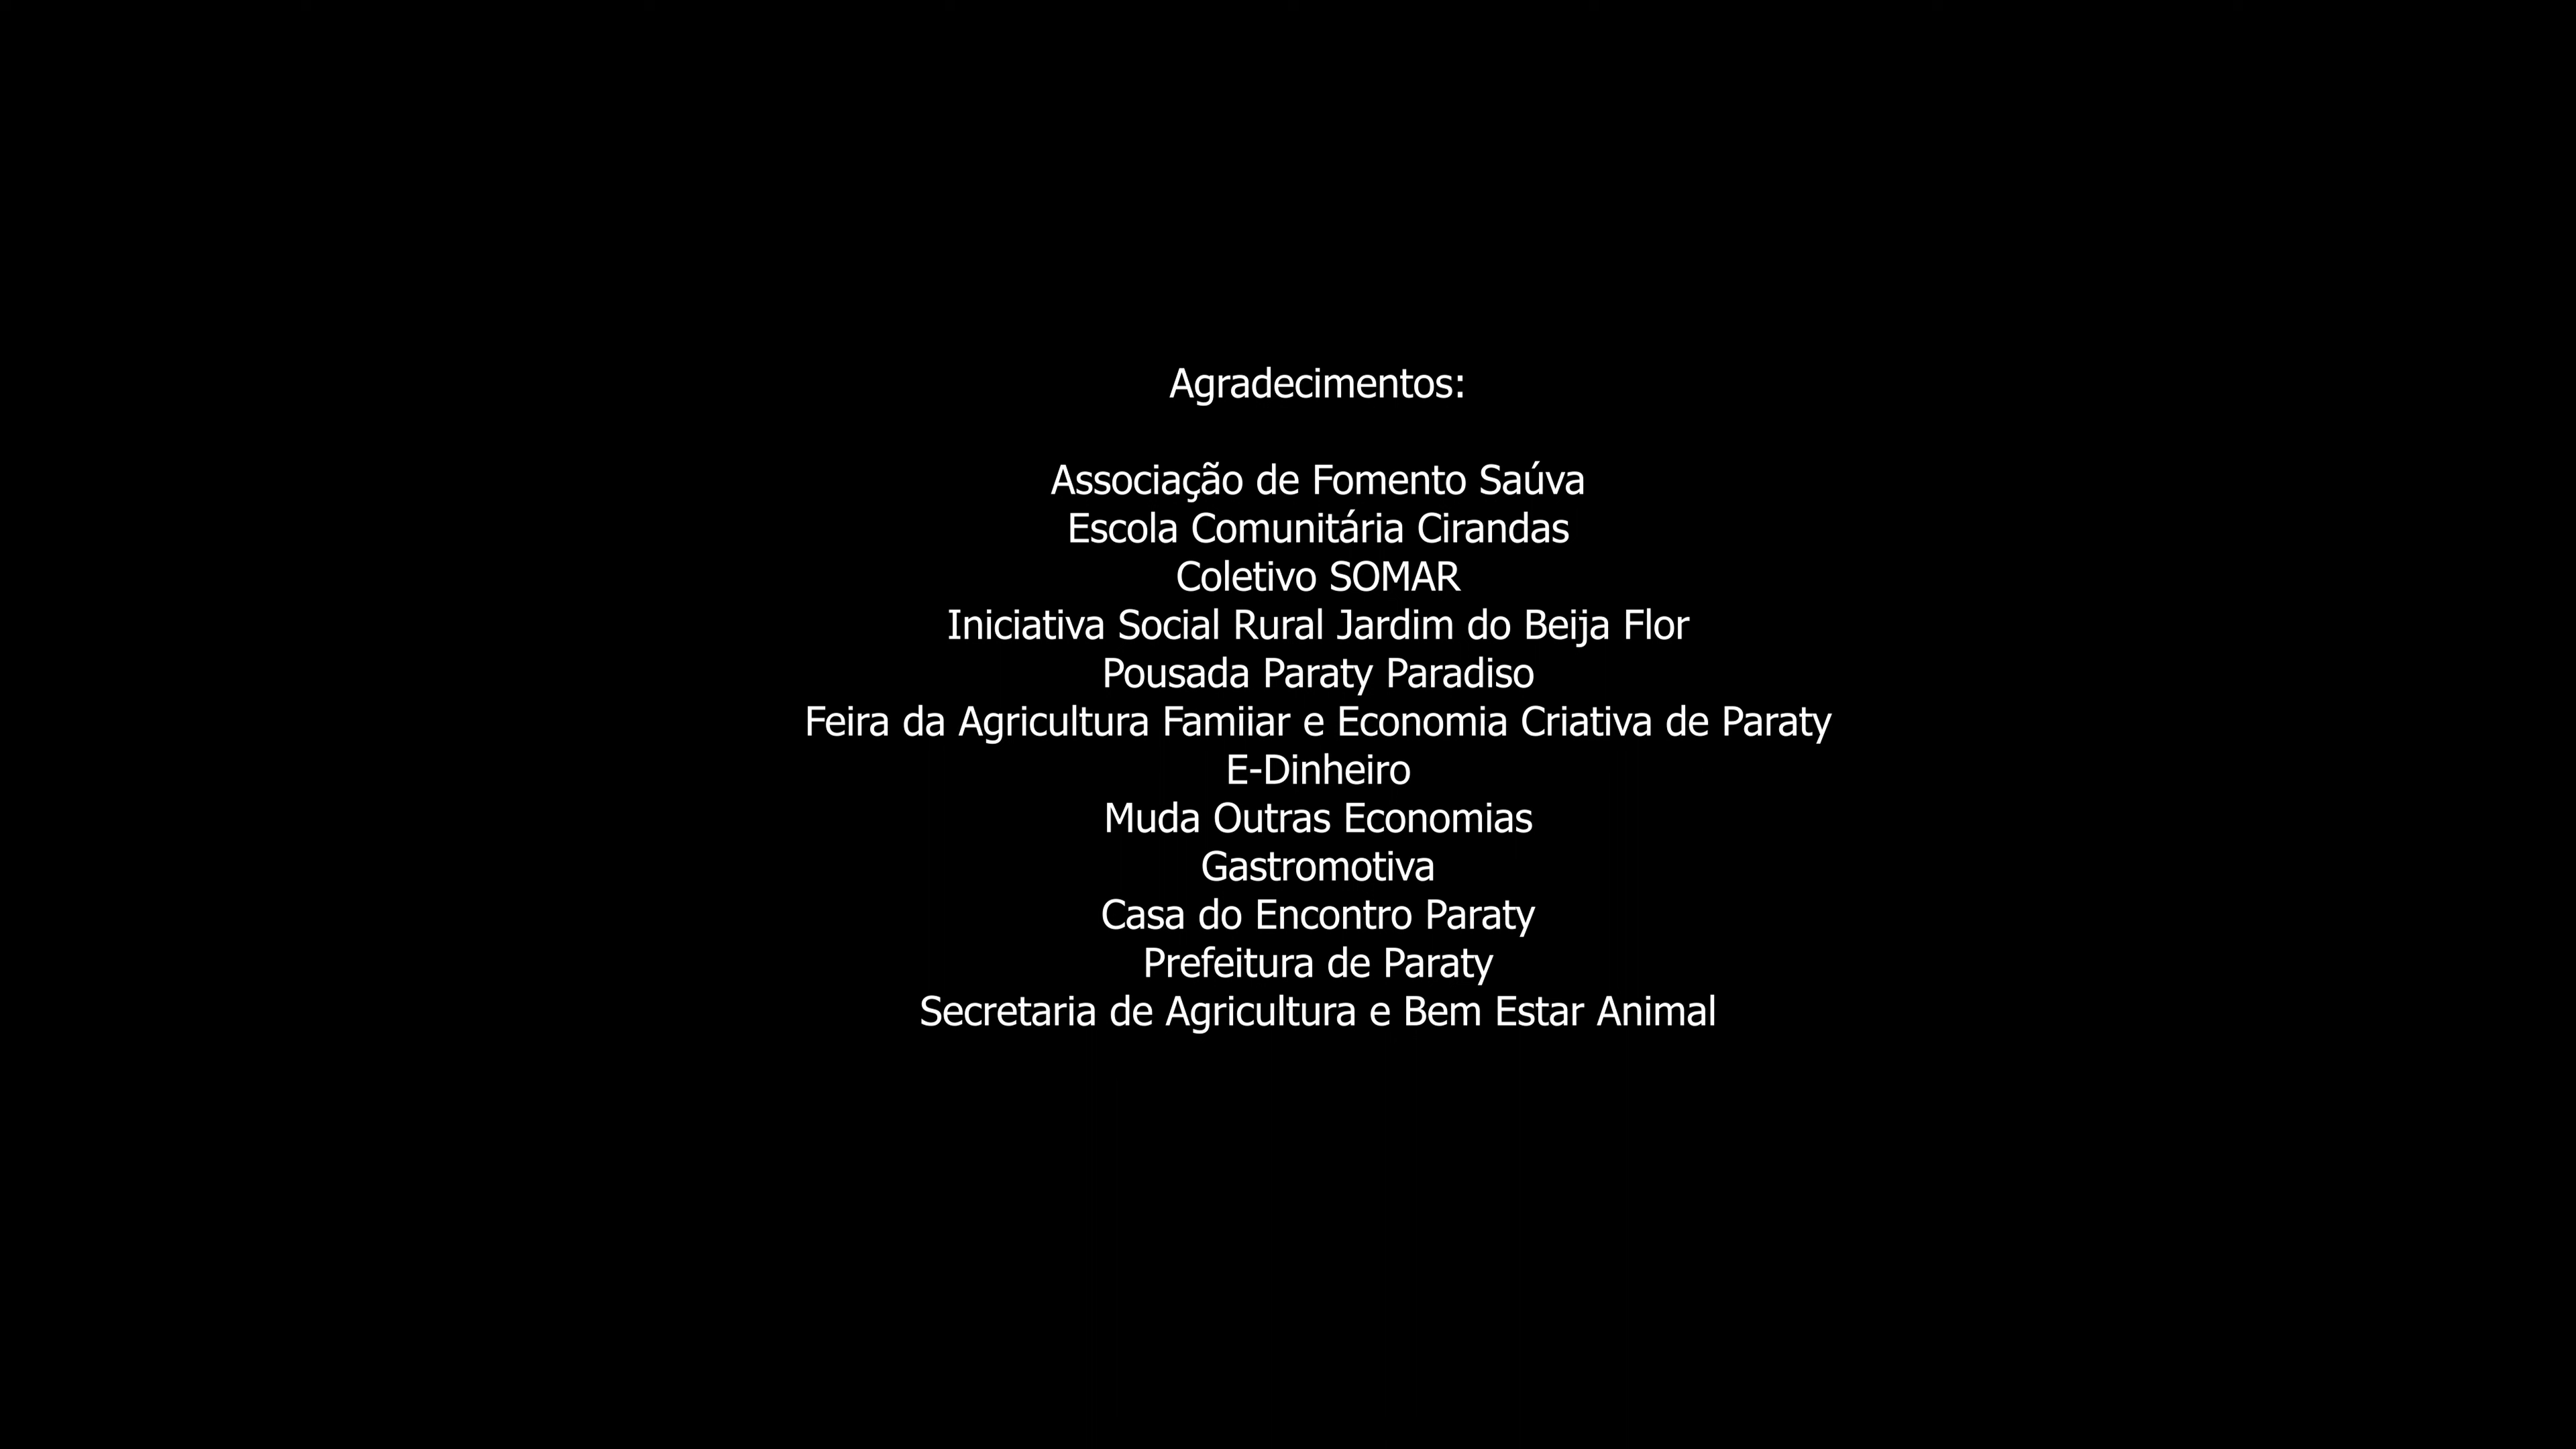 Agradecimentos:
Associação de Fomento Saúva
Escola Comunitária Cirandas
Coletivo SOMAR
Iniciativa Social Rural Jardim do Beija Flor
Pousada Paraty Paradiso
Feira da Agricultura Famiiar e Economia Criativa de Paraty
E-Dinheiro
Muda Outras Economias
Gastromotiva
Casa do Encontro Paraty
Prefeitura de Paraty
Secretaria de Agricultura e Bem Estar Animal